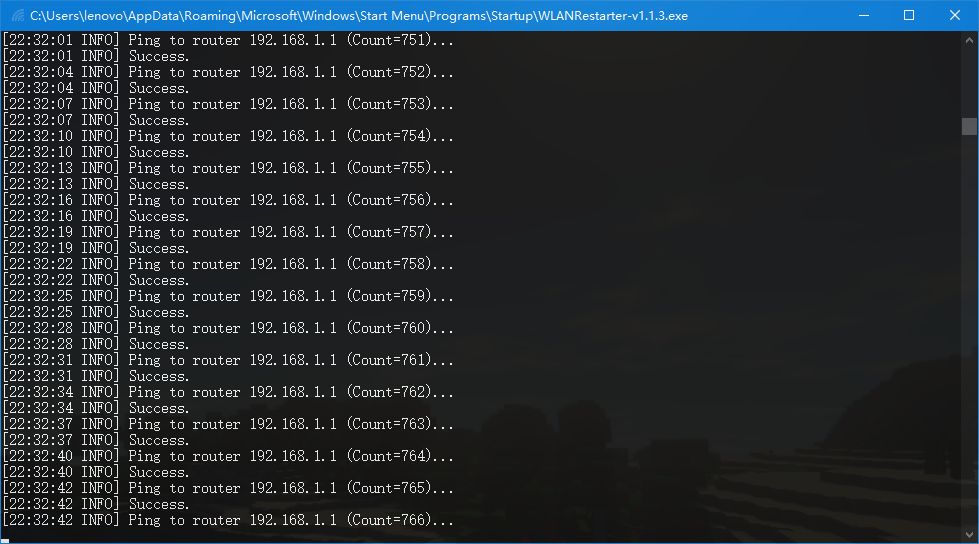 C:\Users\lenovo\AppData\Roaming\Microsoft\Windows\Start Menu\Programs\Startup\WLANRestarter-v1.1.3.exe
[22:32:01 INFO] Ping to router 192.168.1.1 (Count=751)...
[22:32:01 INFO] Success.
[22:32:04 INFO] Ping to router 192.168.1.1 (Count=752)...
[22:32:04 INFO] Success.
[22:32:07 INFO] Ping to router 192.168.1.1 (Count=753)...
[22:32:07 INFO] Success.
[22:32:10 INFO] Ping to router 192.168.1.1 (Count=754)...
[22:32:10 INFO] Success.
[22:32:13 INFO] Ping to router 192.168.1.1 (Count=755)...
[22:32:13 INFO] Success.
[22:32:16 INFO] Ping to router 192.168.1.1 (Count=756)...
[22:32:16 INFO] Success.
[22:32:19 INFO] Ping to router 192.168.1.1 (Count=757)...
[22:32:19 INFO] Success.
[22:32:22 INFO] Ping to router 192.168.1.1 (Count=758)...
[22:32:22 INFO] Success.
[22:32:25 INFO] Ping to router 192.168.1.1 (Count=759)...
[22:32:25 INFO] Success.
[22:32:28 INFO] Ping to router 192.168.1.1 (Count=760)...
[22:32:28 INFO] Success.
[22:32:31 INFO] Ping to router 192.168.1.1 (Count=761)...
[22:32:31 INFO] Success.
[22:32:34 INFO] Ping to router 192.168.1.1 (Count=762)...
[22:32:34 INFO] Success.
[22:32:37 INFO] Ping to router 192.168.1.1 (Count=763)...
[22:32:37 INFO] Success.
[22:32:40 INFO] Ping to router 192.168.1.1 (Count=764)...
[22:32:40 INFO] Success.
[22:32:42 INFO] Ping to router 192.168.1.1 (Count=765)...
[22:32:42 INFO] Success.
[22:32:42 INFO] Ping to router 192.168.1.1 (Count=766)...